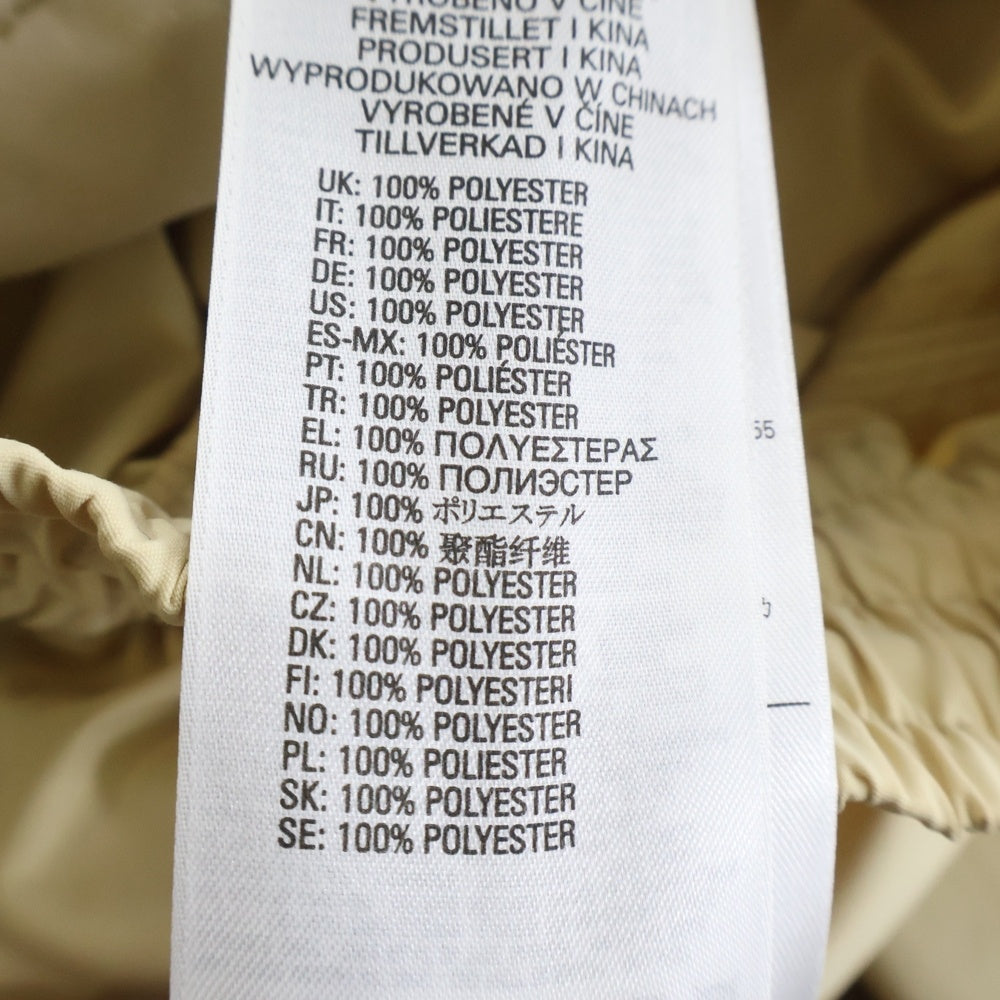 VYROBENO V ČÍNĚ
FREMSTILLET I KINA
PRODUSERT I KINA
WYPRODUKOWANO W CHINACH
VYROBENÉ V ČÍNE
TILLVERKAD I KINA
UK: 100% POLYESTER
IT: 100% POLIESTERE
FR: 100% POLYESTER
DE: 100% POLYESTER
US: 100% POLYESTER
ES-MX: 100% POLIÉSTER
PT: 100% POLIÉSTER
TR: 100% POLYESTER
EL: 100% ΠΟΛΥΕΣΤΕΡΑΣ
RU: 100% ПОЛИЭСТЕР
JP: 100% ポリエステル
CN: 100% 聚酯纤维
NL: 100% POLYESTER
CZ: 100% POLYESTER
DK: 100% POLYESTER
FI: 100% POLYESTERI
NO: 100% POLYESTER
PL: 100% POLIESTER
SK: 100% POLYESTER
SE: 100% POLYESTER
55